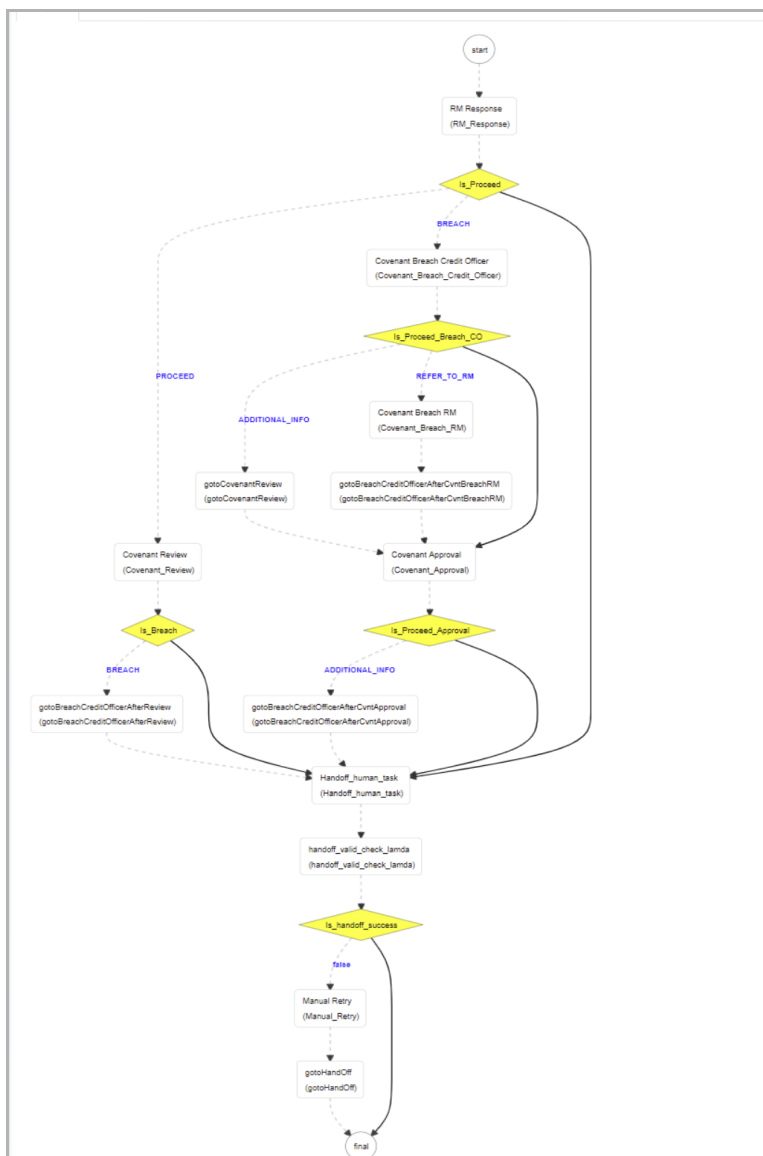 start
RM Response
(RM_Response)
Is_Proceed
BREACH
Covenant Breach Credit Officer
(Covenant_Breach_Credit_Officer)
Is_Proceed_Breach_CO
PROCEED
REFER_TO_RM
ADDITIONAL_INFO
Covenant Breach RM
(Covenant_Breach_RM)
gotoCovenantReview
(gotoCovenantReview)
gotoBreachCreditOfficerAfterCvntBreachRM
(gotoBreachCreditOfficerAfterCvntBreachRM)
Covenant Review
(Covenant_Review)
Covenant Approval
(Covenant_Approval)
Is_Breach
Is_Proceed_Approval
BREACH
ADDITIONAL_INFO
gotoBreachCreditOfficerAfterReview
(gotoBreachCreditOfficerAfterReview)
gotoBreachCreditOfficerAfterCvntApproval
(gotoBreachCreditOfficerAfterCvntApproval)
Handoff_human_task
(Handoff_human_task)
handoff_valid_check_lamda
(handoff_valid_check_lamda)
Is_handoff_success
false
Manual Retry
(Manual_Retry)
gotoHandOff
(gotoHandOff)
final